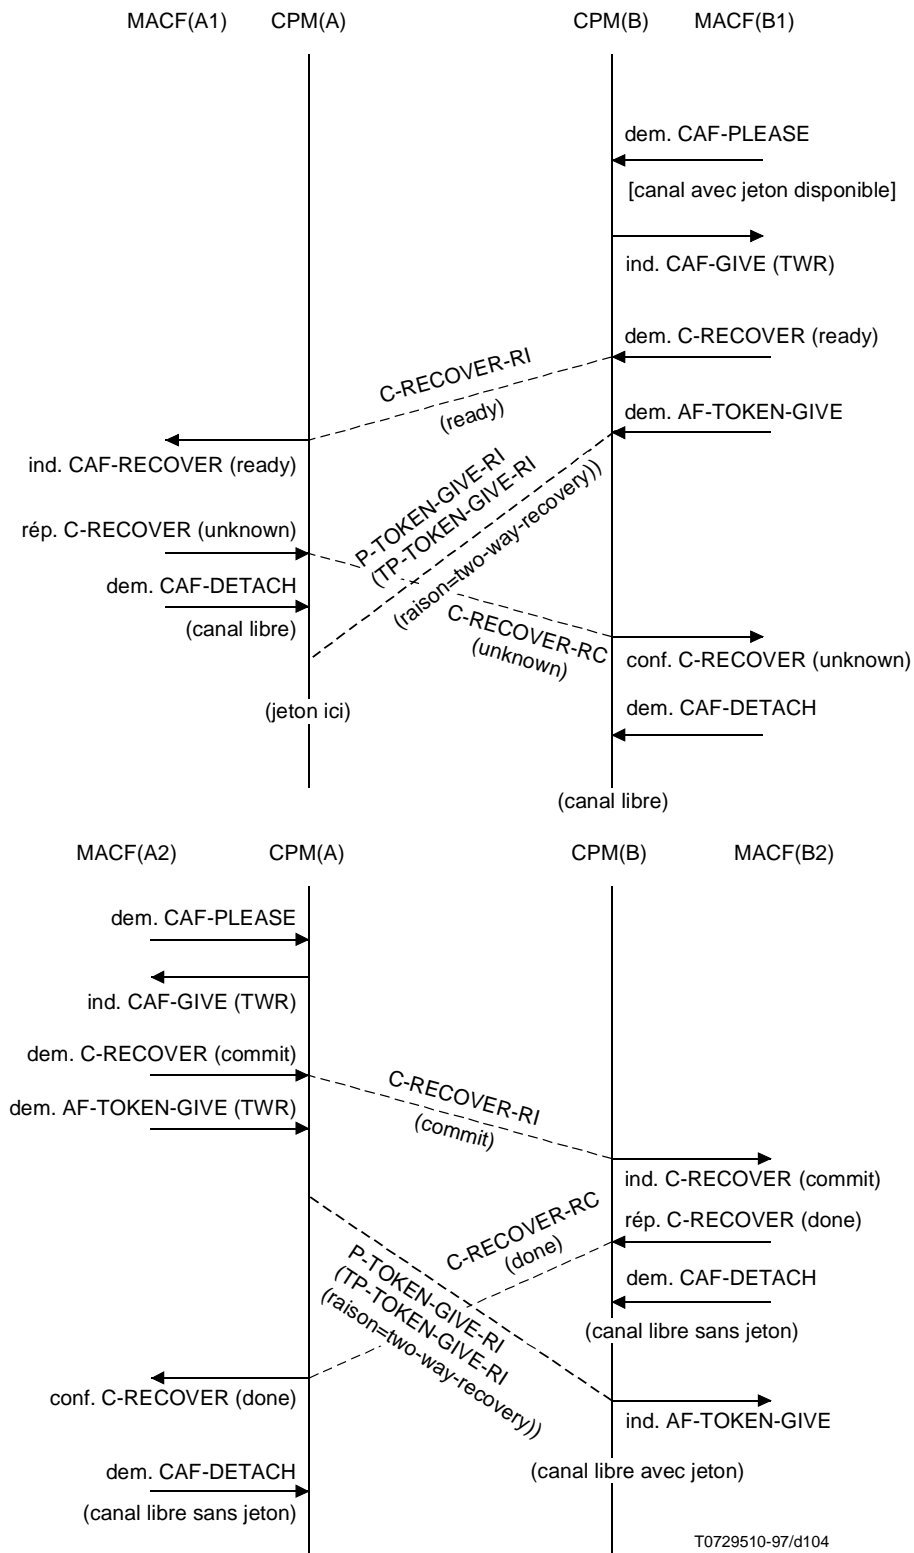 MACF(A1) CPM(A) CPM(B) MACF(B1)
dem. CAF-PLEASE
[canal avec jeton disponible]
ind. CAF-GIVE (TWR)
dem. C-RECOVER (ready)
C-RECOVER-RI
(ready)
dem. AF-TOKEN-GIVE
ind. CAF-RECOVER (ready)
P-TOKEN-GIVE-RI
(TP-TOKEN-GIVE-RI
(raison=two-way-recovery))
rép. C-RECOVER (unknown)
dem. CAF-DETACH
(canal libre)
C-RECOVER-RC
(unknown)
conf. C-RECOVER (unknown)
(jeton ici)
dem. CAF-DETACH
(canal libre)
MACF(A2) CPM(A) CPM(B) MACF(B2)
dem. CAF-PLEASE
ind. CAF-GIVE (TWR)
dem. C-RECOVER (commit)
C-RECOVER-RI
(commit)
dem. AF-TOKEN-GIVE (TWR)
ind. C-RECOVER (commit)
C-RECOVER-RC
(done)
rép. C-RECOVER (done)
P-TOKEN-GIVE-RI
(TP-TOKEN-GIVE-RI
(raison=two-way-recovery))
dem. CAF-DETACH
(canal libre sans jeton)
conf. C-RECOVER (done)
ind. AF-TOKEN-GIVE
dem. CAF-DETACH
(canal libre avec jeton)
(canal libre sans jeton)
T0729510-97/d104